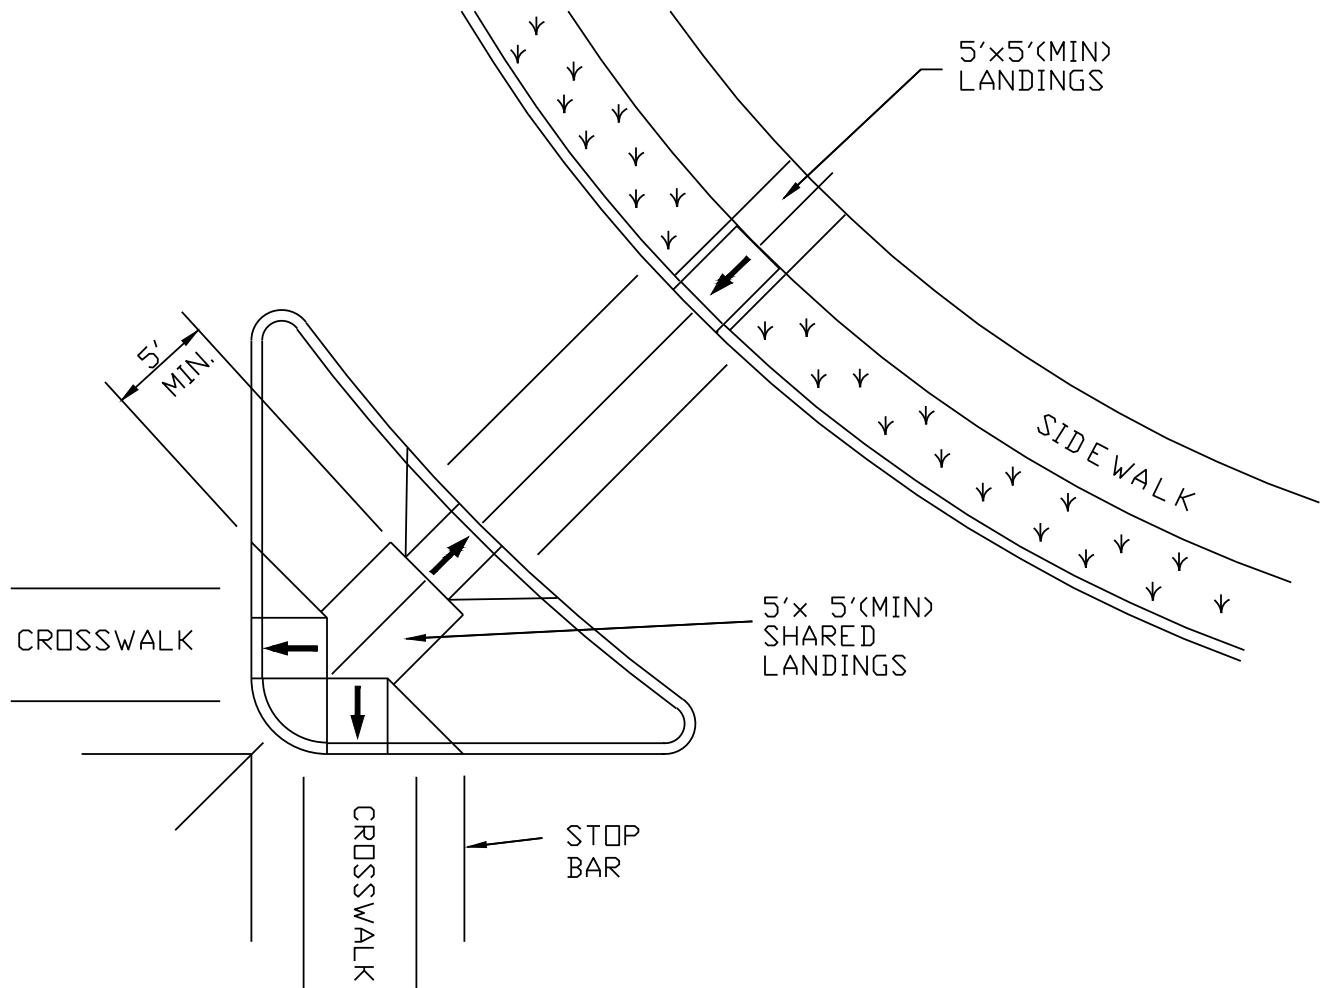 5'x5'(MIN)
LANDINGS
5'
MIN.
SIDEWALK
5'x 5'(MIN)
SHARED
LANDINGS
CROSSWALK
STOP
BAR
CROSSWALK